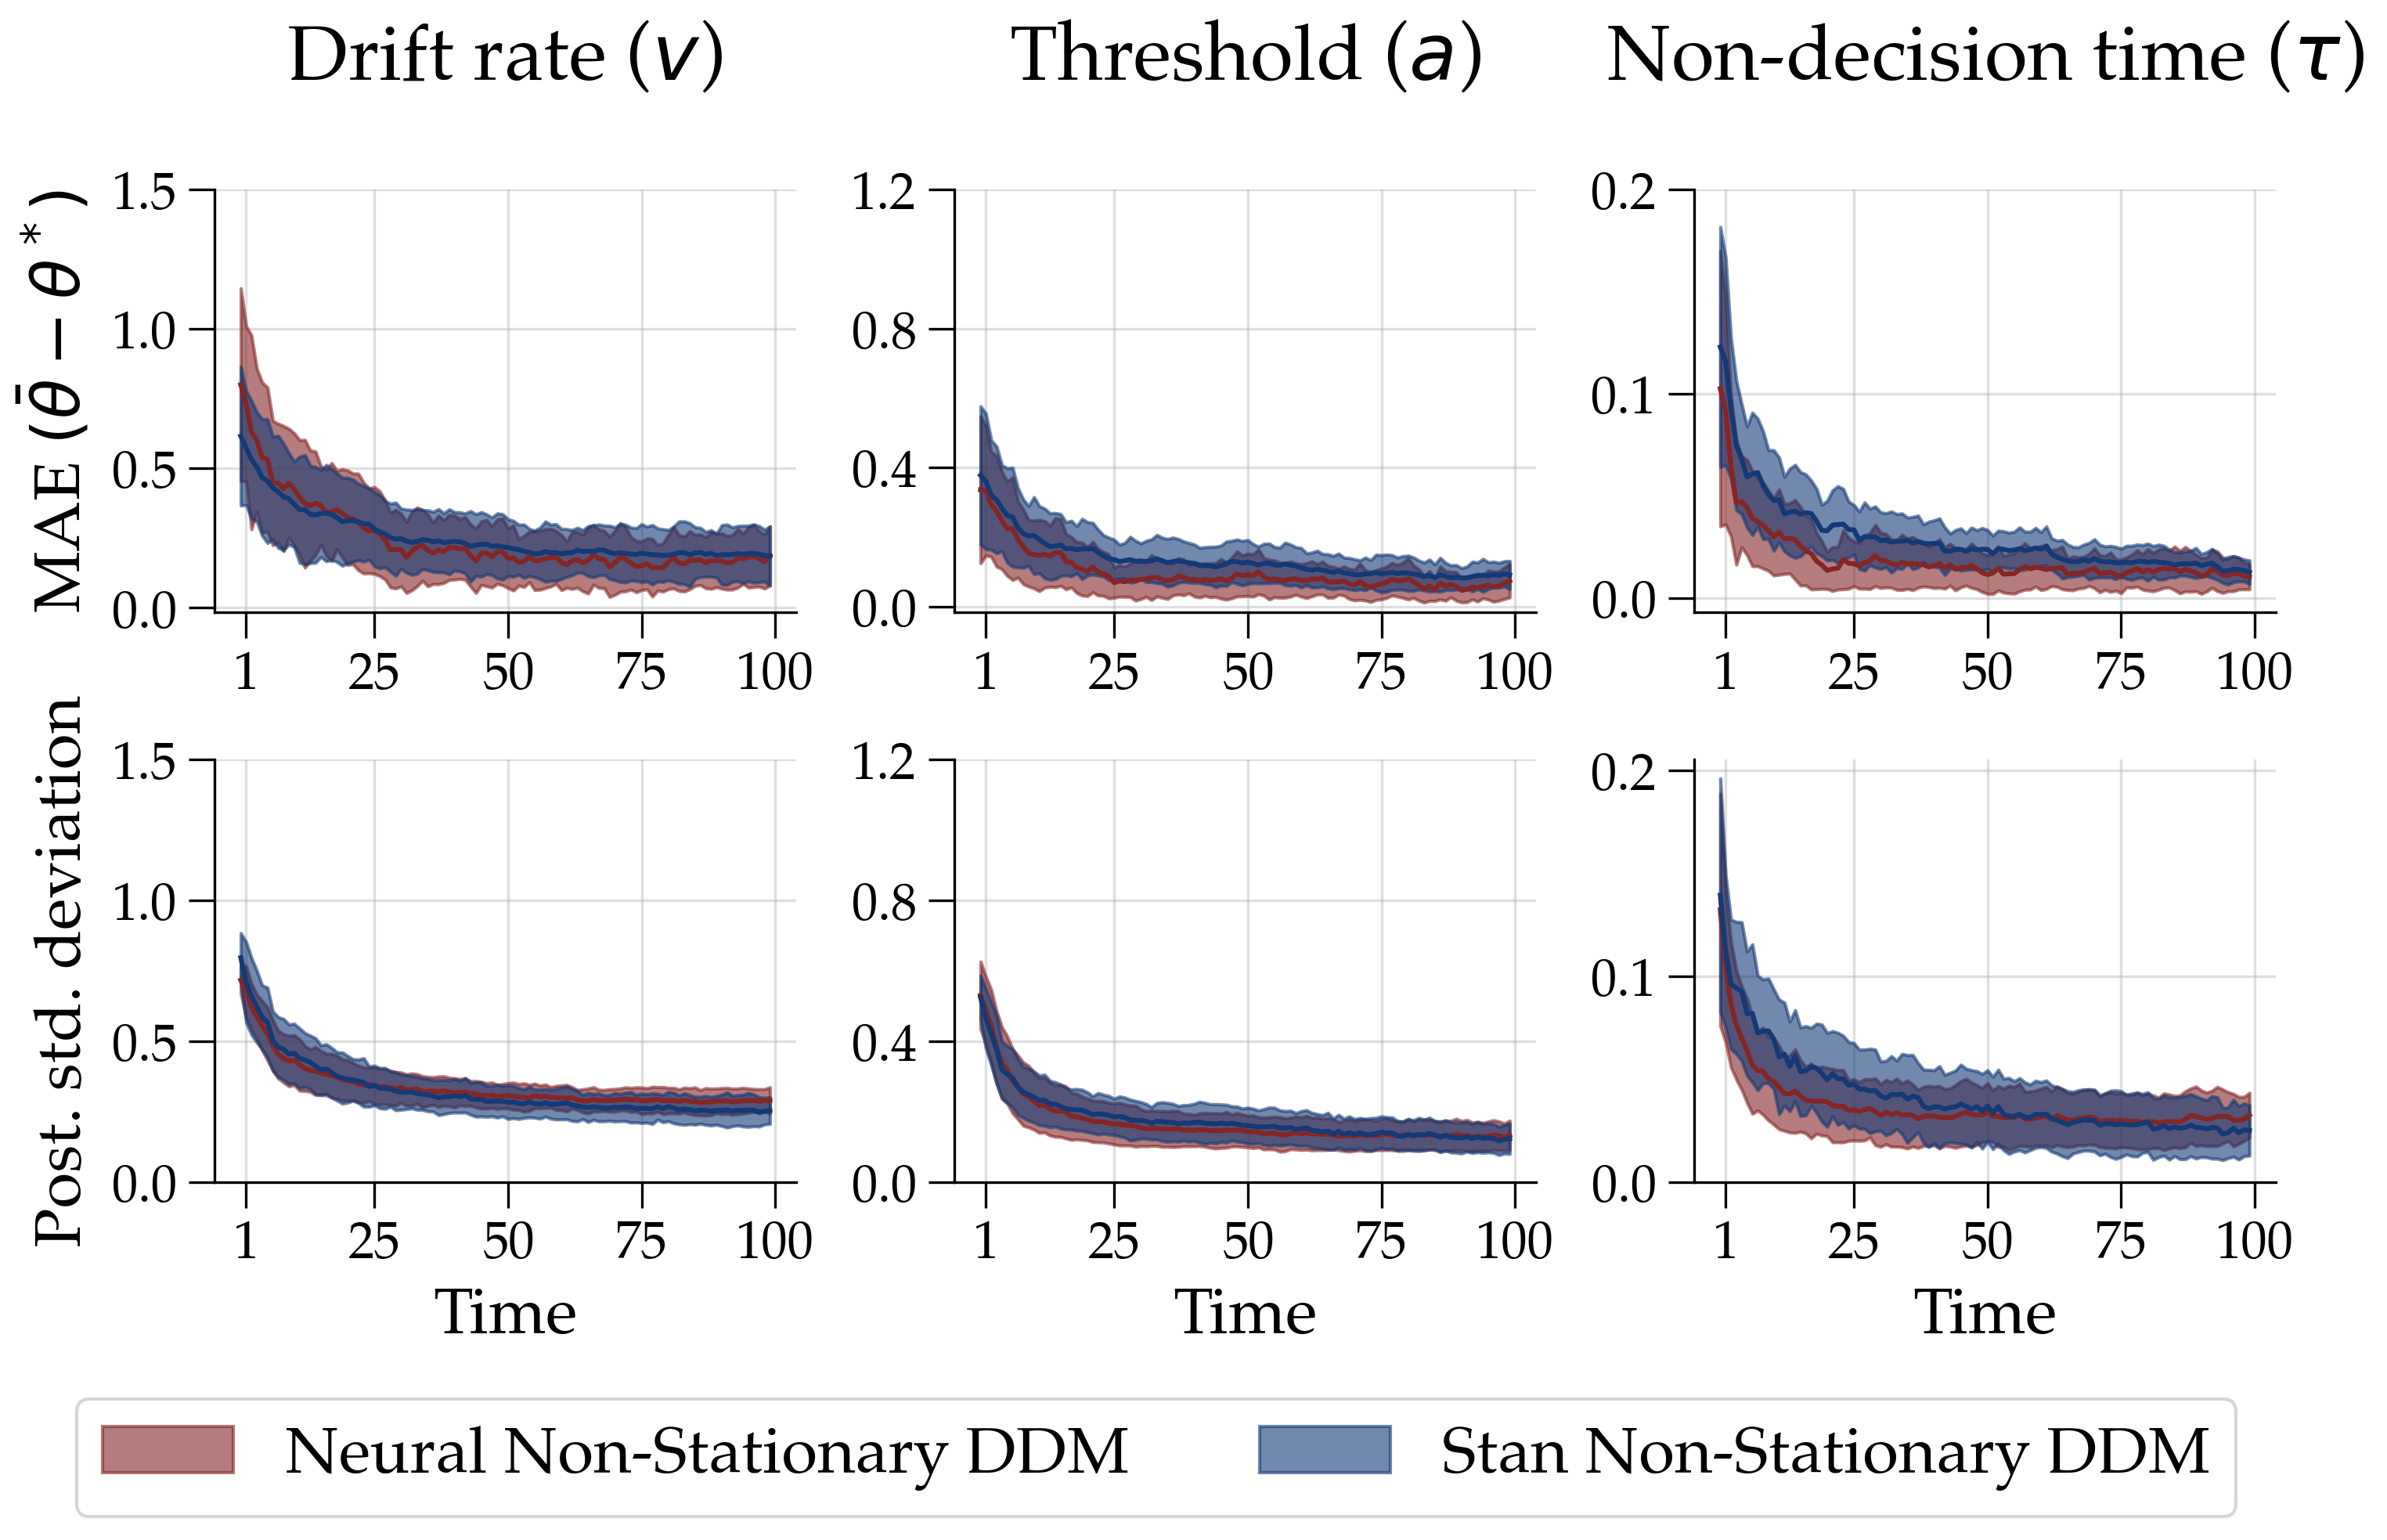 Drift rate (v)
Threshold (a)
Non-decision time (τ)
MAE (θ̄ − θ*)
1.5
1.0
0.5
0.0
1 25 50 75 100
1.2
0.8
0.4
0.0
1 25 50 75 100
0.2
0.1
0.0
1 25 50 75 100
Post. std. deviation
1.5
1.0
0.5
0.0
1 25 50 75 100
Time
1.2
0.8
0.4
0.0
1 25 50 75 100
Time
0.2
0.1
0.0
1 25 50 75 100
Time
Neural Non-Stationary DDM
Stan Non-Stationary DDM